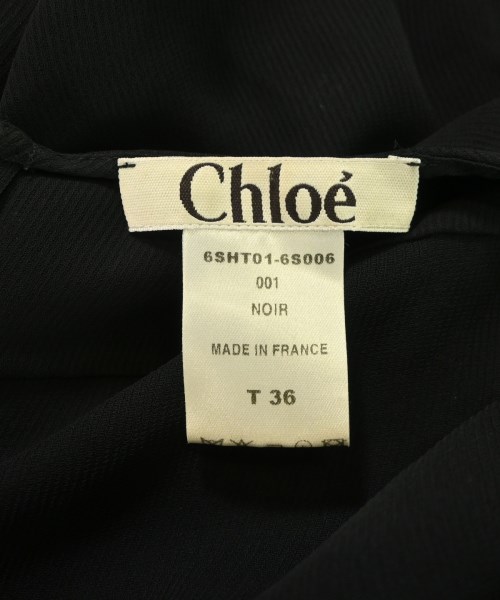 Chloé
6SHT01-6S006
001
NOIR
MADE IN FRANCE
T 36